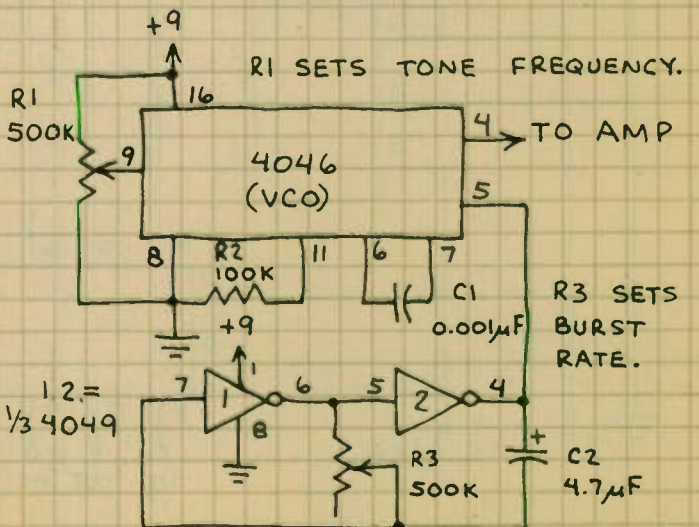 +9
R1 SETS TONE FREQUENCY.
R1
500K
16
9
4046
(VCO)
4
TO AMP
5
8
R2
100K
11
6
7
C1
0.001µF
R3 SETS
BURST
RATE.
+9
1
1,2 =
1/3 4049
7
1
6
5
2
4
8
R3
500K
+
C2
4.7µF